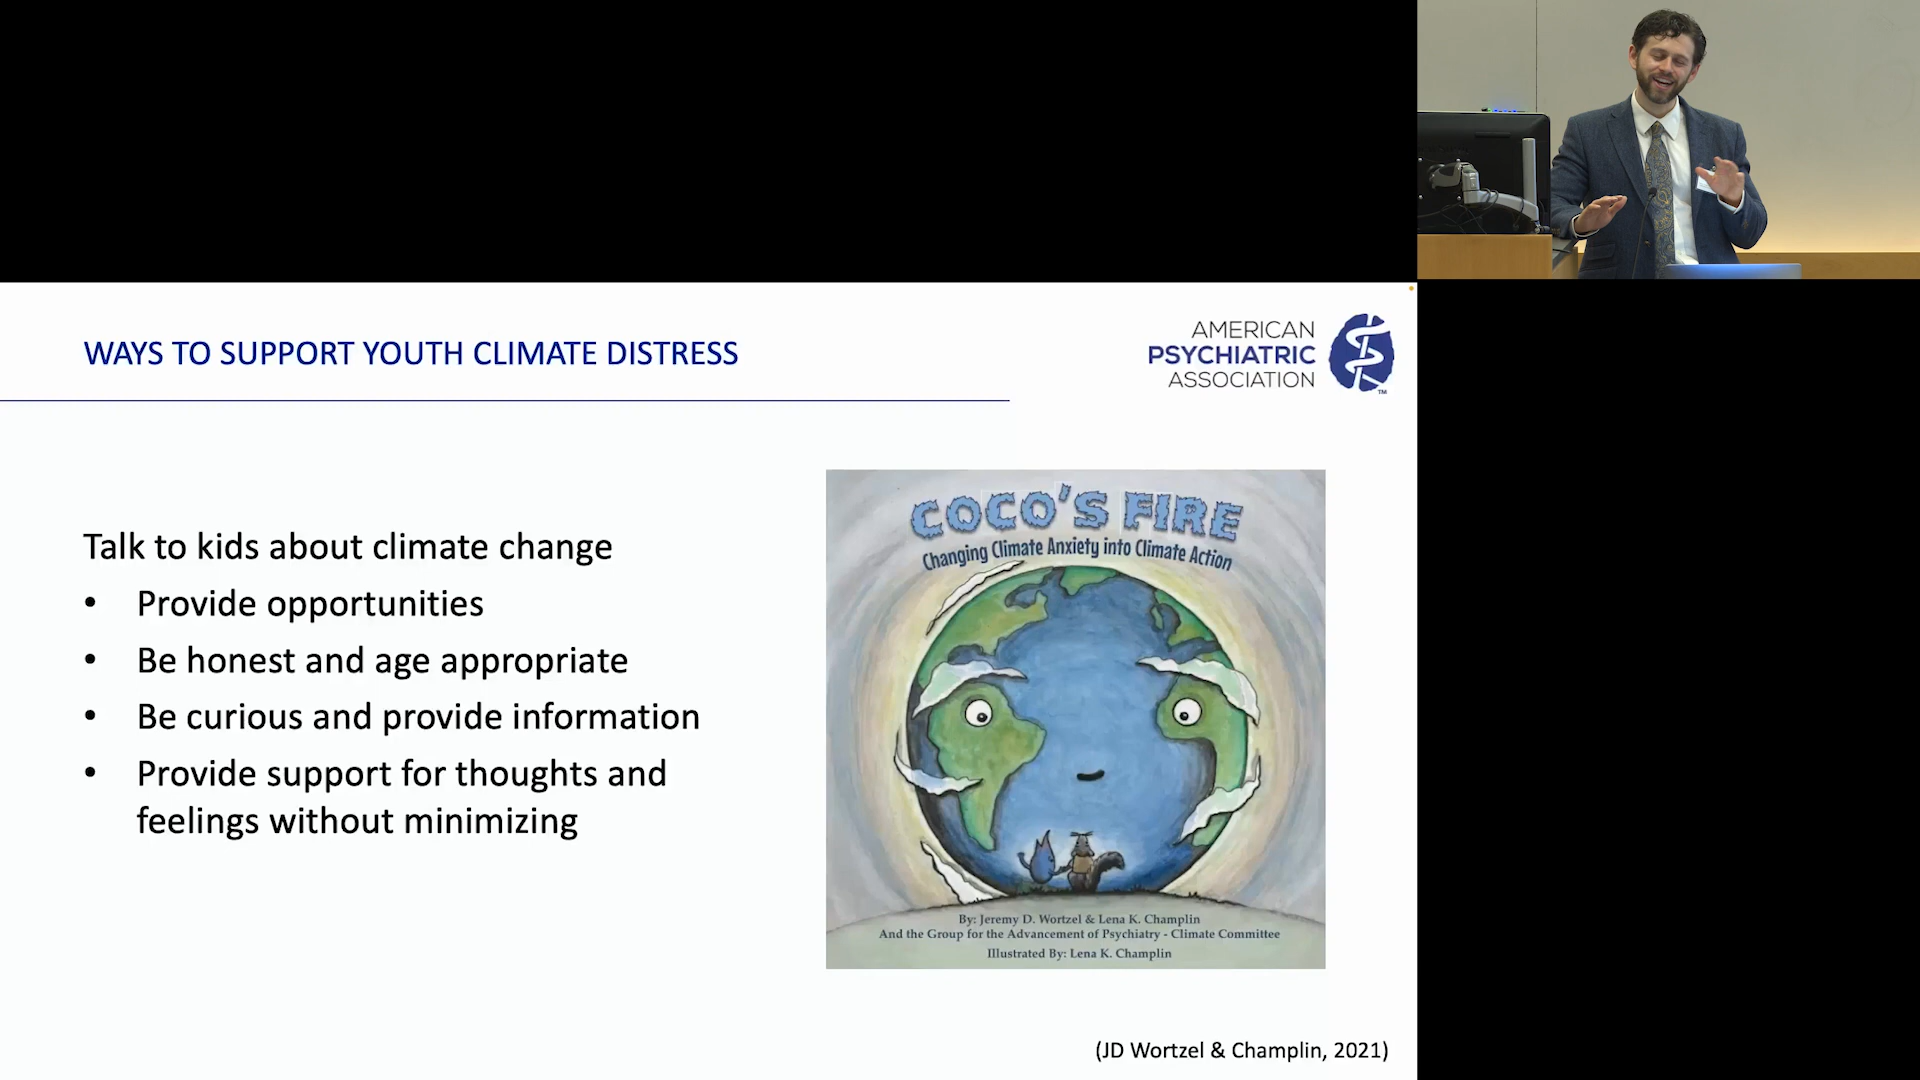 WAYS TO SUPPORT YOUTH CLIMATE DISTRESS
AMERICAN
PSYCHIATRIC
ASSOCIATION
TM
Talk to kids about climate change
• Provide opportunities
• Be honest and age appropriate
• Be curious and provide information
• Provide support for thoughts and
feelings without minimizing
COCO'S FIRE
Changing Climate Anxiety into Climate Action
By: Jeremy D. Wortzel & Lena K. Champlin
And the Group for the Advancement of Psychiatry - Climate Committee
Illustrated By: Lena K. Champlin
(JD Wortzel & Champlin, 2021)